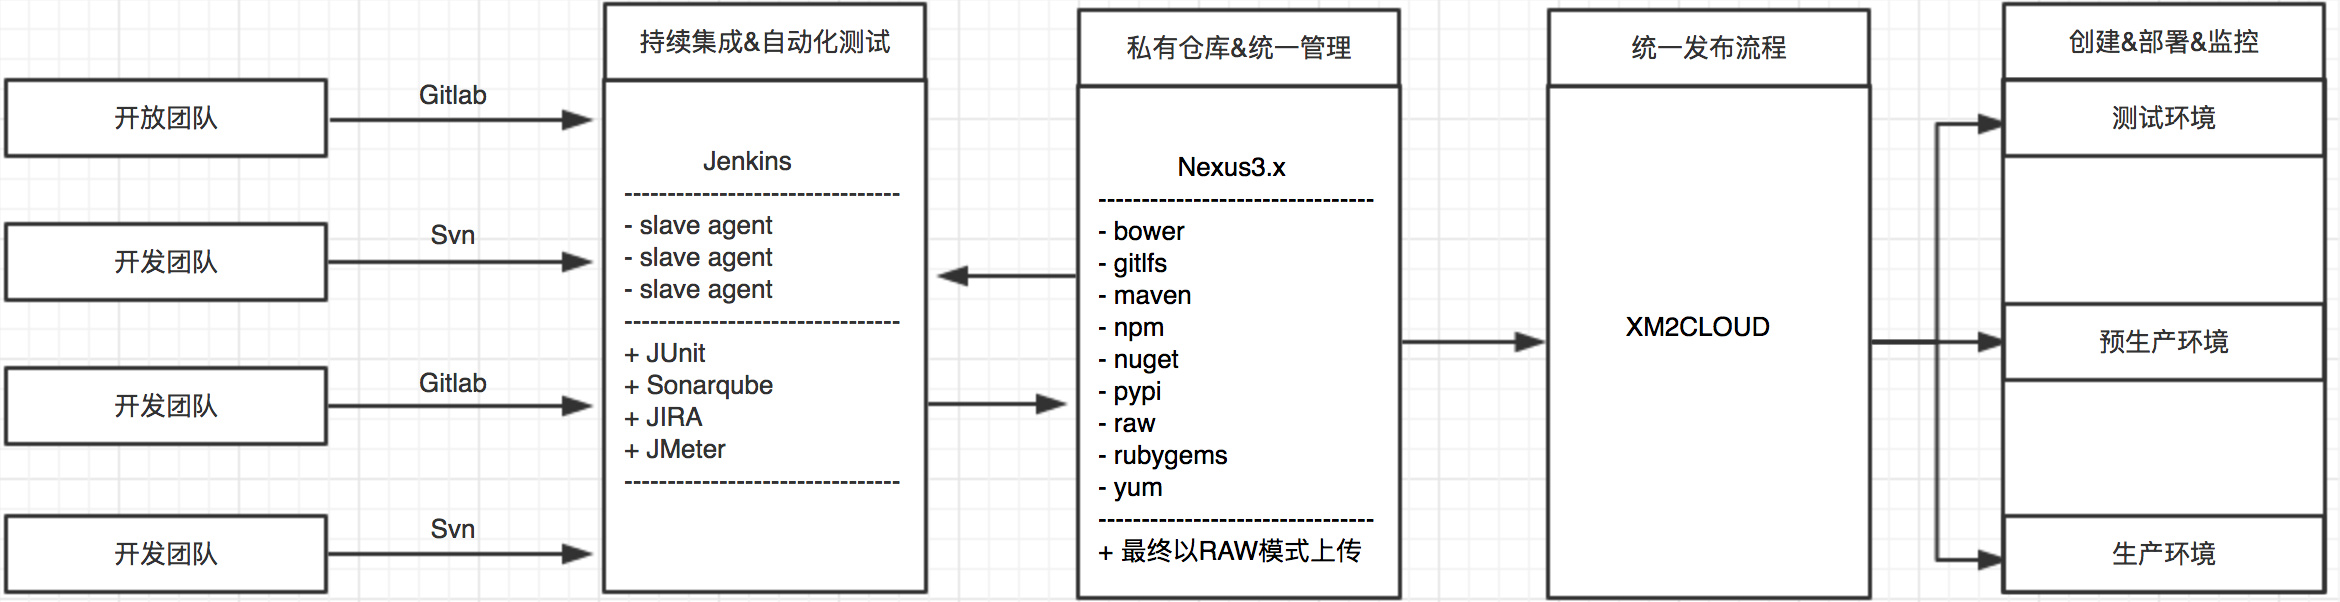 开放团队
Gitlab
开发团队
Svn
开发团队
Gitlab
开发团队
Svn
持续集成&自动化测试
Jenkins
--------------------------------
- slave agent
- slave agent
- slave agent
--------------------------------
+ JUnit
+ Sonarqube
+ JIRA
+ JMeter
--------------------------------
私有仓库&统一管理
Nexus3.x
--------------------------------
- bower
- gitlfs
- maven
- npm
- nuget
- pypi
- raw
- rubygems
- yum
--------------------------------
+ 最终以RAW模式上传
统一发布流程
XM2CLOUD
创建&部署&监控
测试环境
预生产环境
生产环境